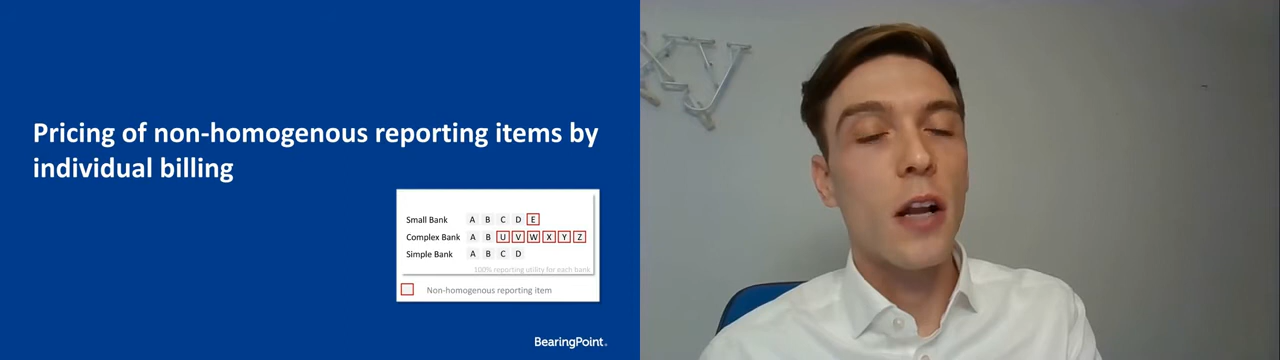 Pricing of non-homogenous reporting items by
individual billing
Small Bank A B C D E
Complex Bank A B U V W X Y Z
Simple Bank A B C D
100% reporting utility for each bank
Non-homogenous reporting item
BearingPoint®